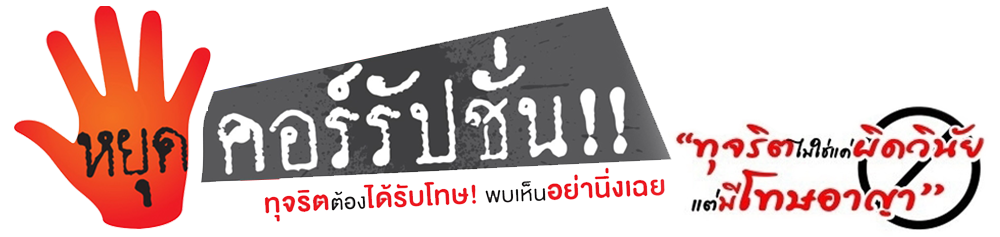 หยุด คอร์รัปชั่น!!
ทุจริตต้องได้รับโทษ! พบเห็นอย่านิ่งเฉย
“ทุจริตไม่ใช่แค่ผิดวินัย
แต่มีโทษอาญา”